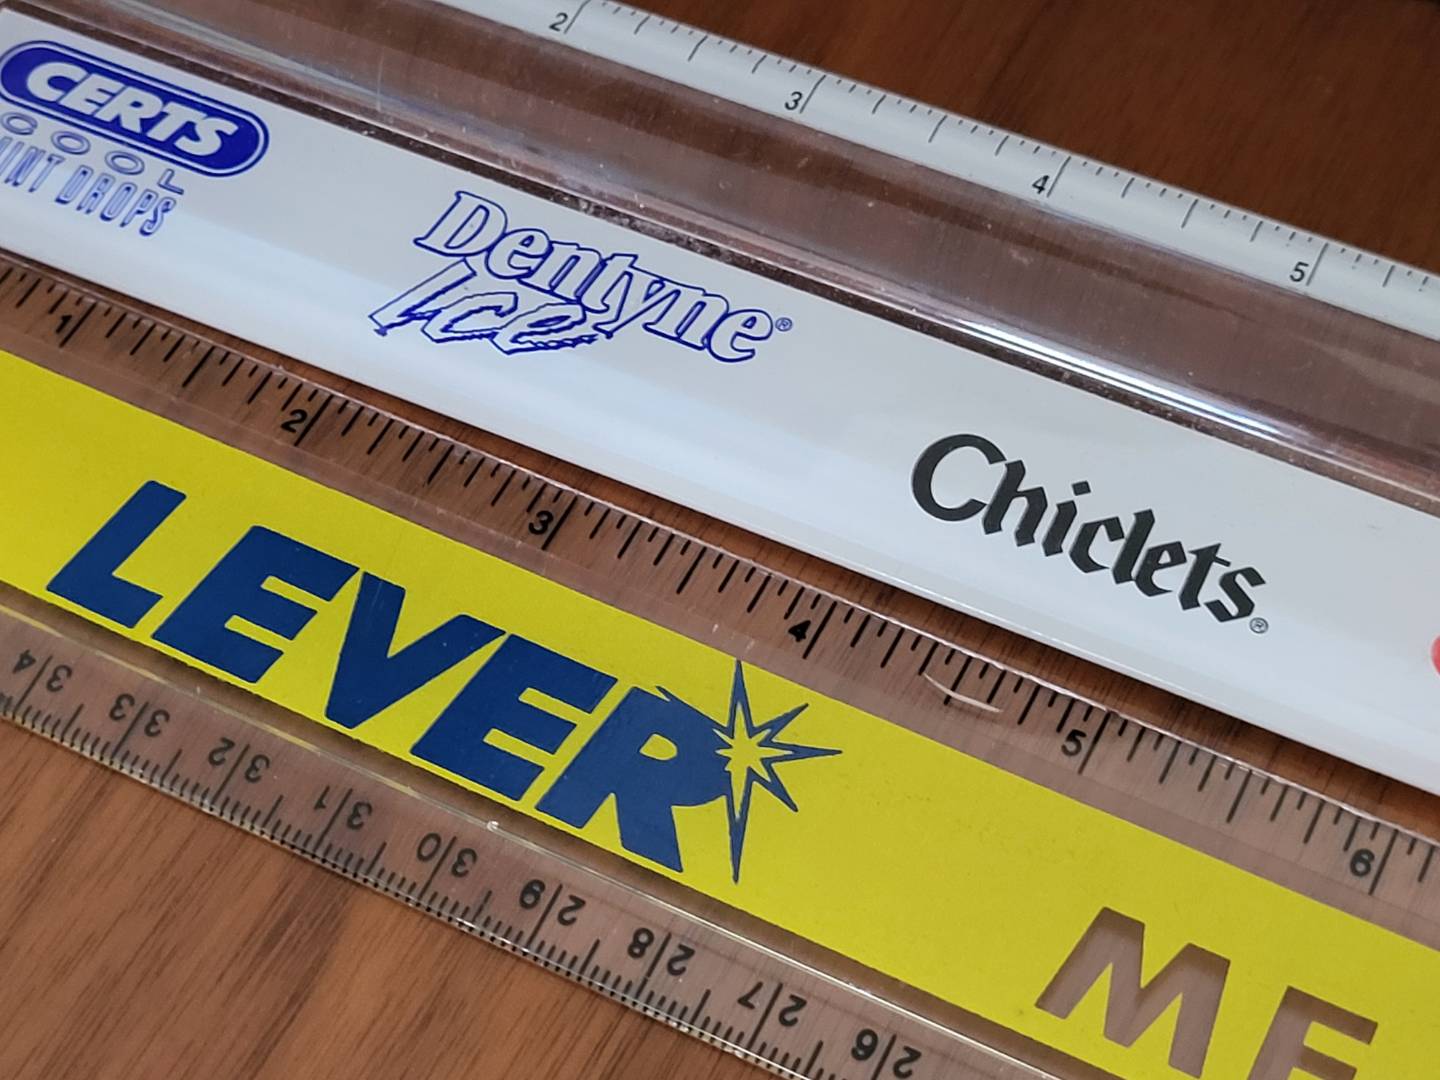 2 3 4 5
CERTS
COOL
MINT DROPS
Dentyne®
Ice
Chiclets®
1 2 3 4 5 6
LEVER
ME
34 33 32 31 30 29 28 27 26